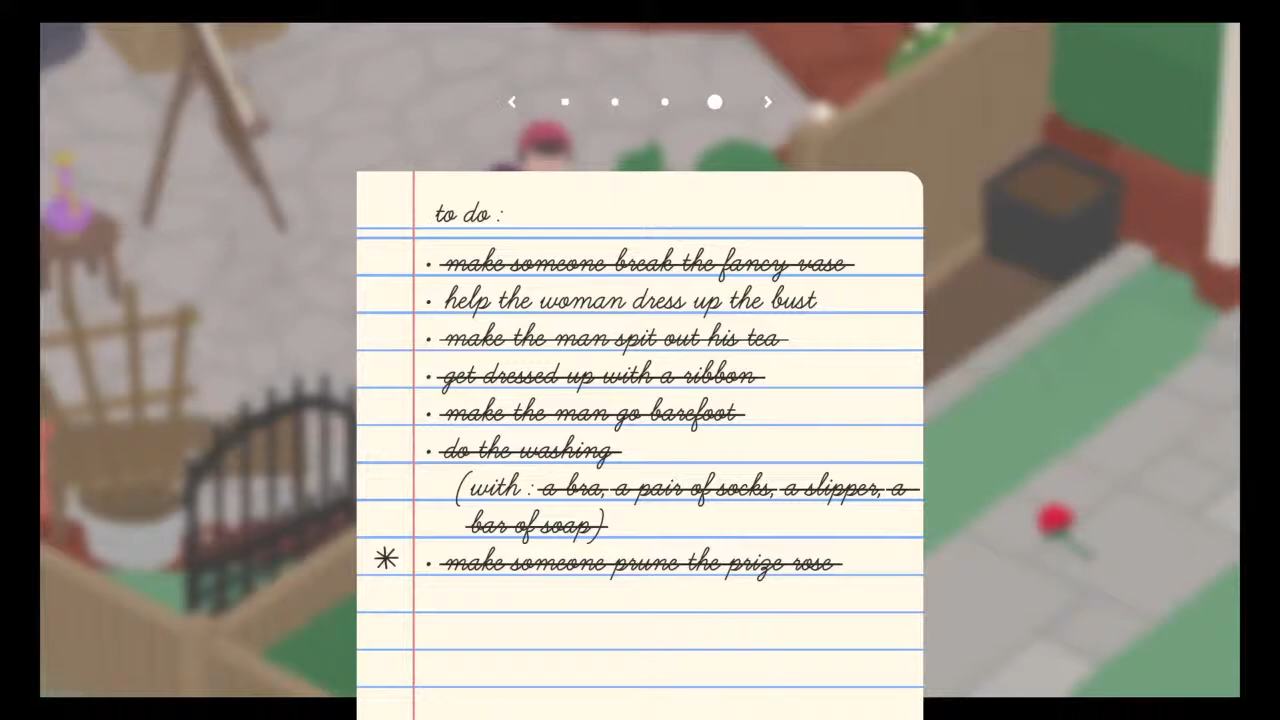 to do :
• make someone break the fancy vase
• help the woman dress up the bust
• make the man spit out his tea
• get dressed up with a ribbon
• make the man go barefoot
• do the washing
(with : a bra, a pair of socks, a slipper, a
bar of soap)
• make someone prune the prize rose